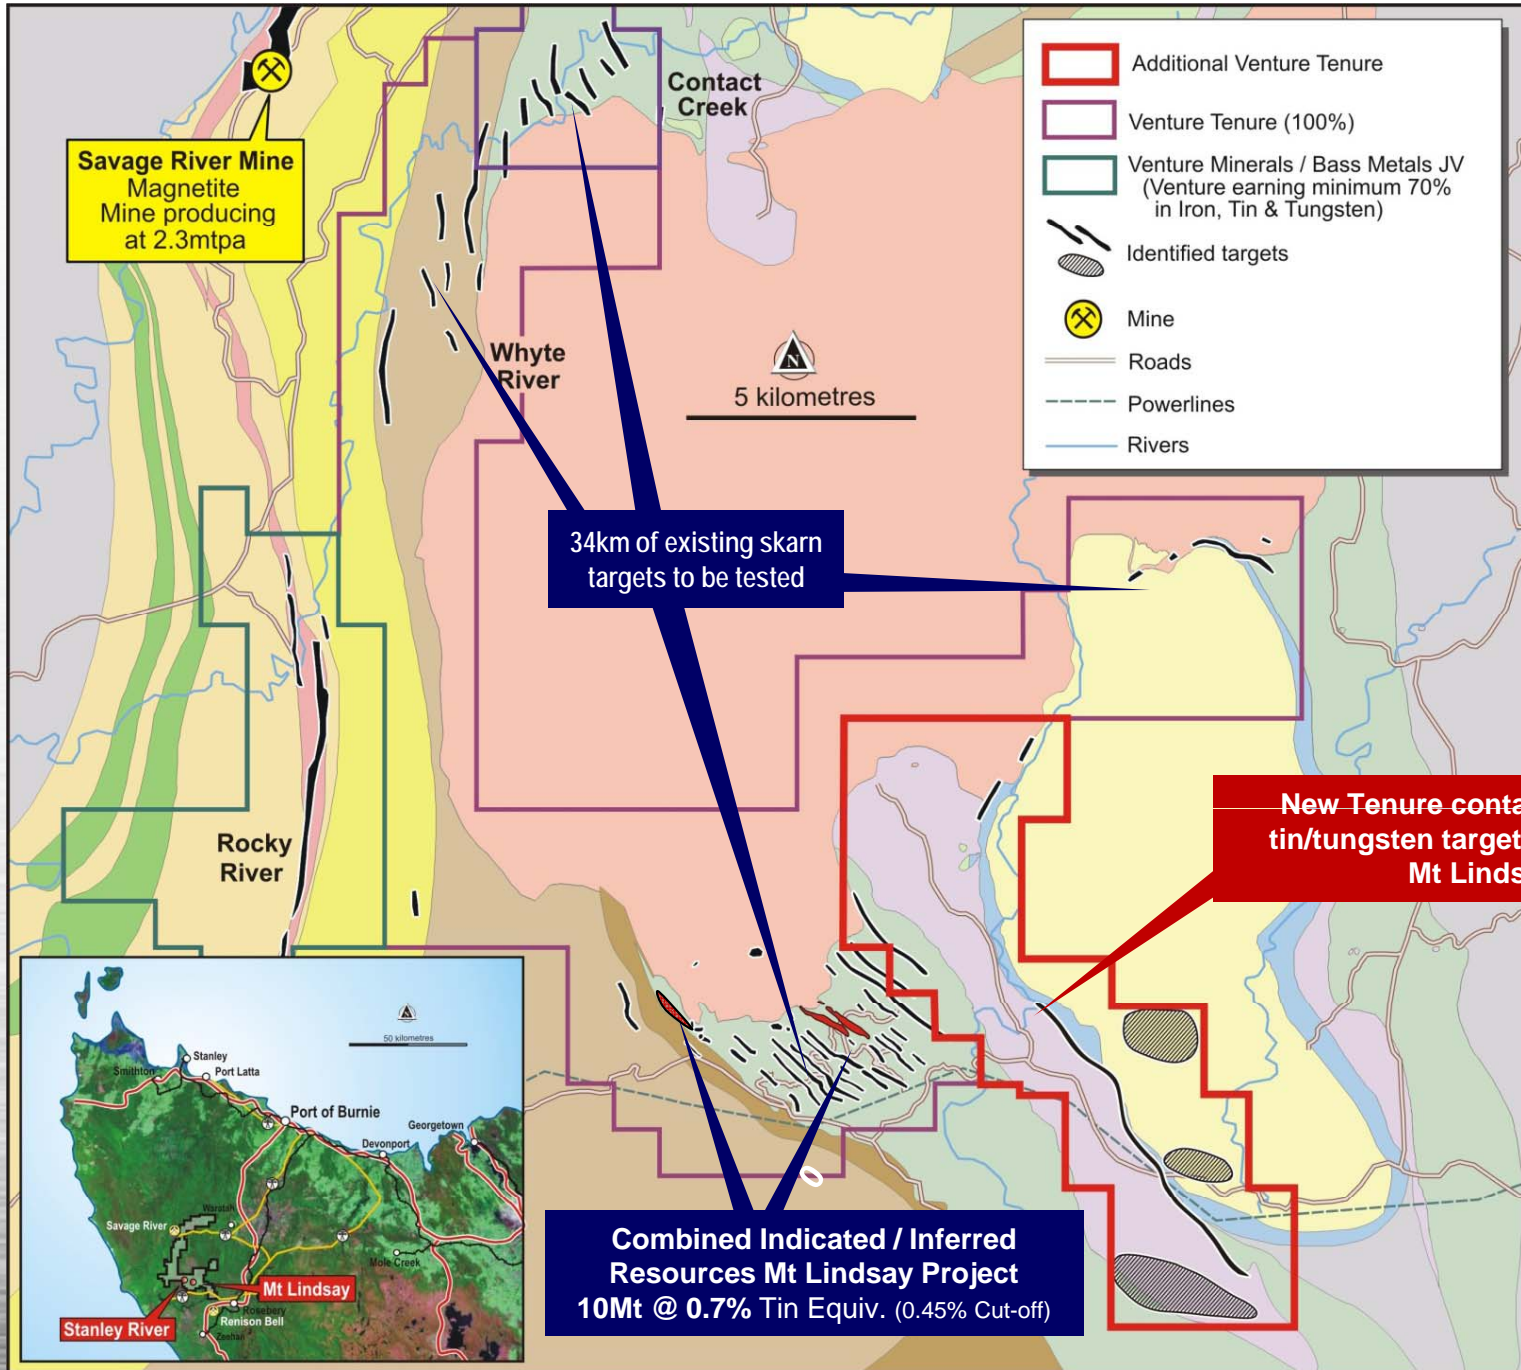 Savage River Mine
Magnetite
Mine producing
at 2.3mtpa
Contact
Creek
Additional Venture Tenure
Venture Tenure (100%)
Venture Minerals / Bass Metals JV
(Venture earning minimum 70%
in Iron, Tin & Tungsten)
Identified targets
Mine
Roads
Powerlines
Rivers
Whyte
River
N
5 kilometres
34km of existing skarn
targets to be tested
Rocky
River
New Tenure conta
tin/tungsten target
Mt Linds
0
Combined Indicated / Inferred
Resources Mt Lindsay Project
10Mt @ 0.7% Tin Equiv. (0.45% Cut-off)
50 kilometres
Stanley
Smithton
Port Latta
Port of Burnie
Georgetown
Devonport
Waratah
Savage River
Mole Creek
Mt Lindsay
Rosebery
Renison Bell
Stanley River
Zeehan